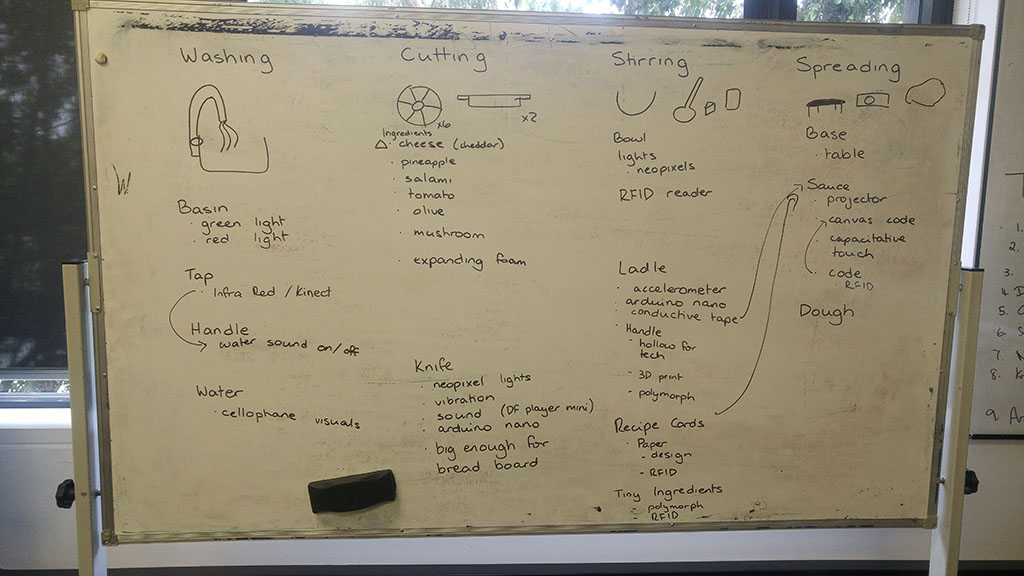 Washing
Basin
· green light
· red light
Tap
· Infra Red / Kinect
Handle
water sound on/off
Water
· cellophane visuals
W
Cutting
x6
x2
Ingredients
· cheese (cheddar)
· pineapple
· salami
· tomato
· olive
· mushroom
· expanding foam
Knife
· neopixel lights
· vibration
· sound (DF player mini)
· arduino nano
· big enough for
bread board
Stirring
Bowl
lights
· neopixels
RFID reader
Ladle
· accelerometer
· arduino nano
· conductive tape
· Handle
· hollow for
tech
- 3D print
- polymorph
Recipe Cards
· Paper
- design
- RFID
Tiny Ingredients
- polymorph
- RFID
Spreading
Base
· table
Sauce
· projector
· canvas code
· capacitative
touch
· code
· RFID
Dough
1.
2.
3.
4.
5.
6.
7.
8.
9.